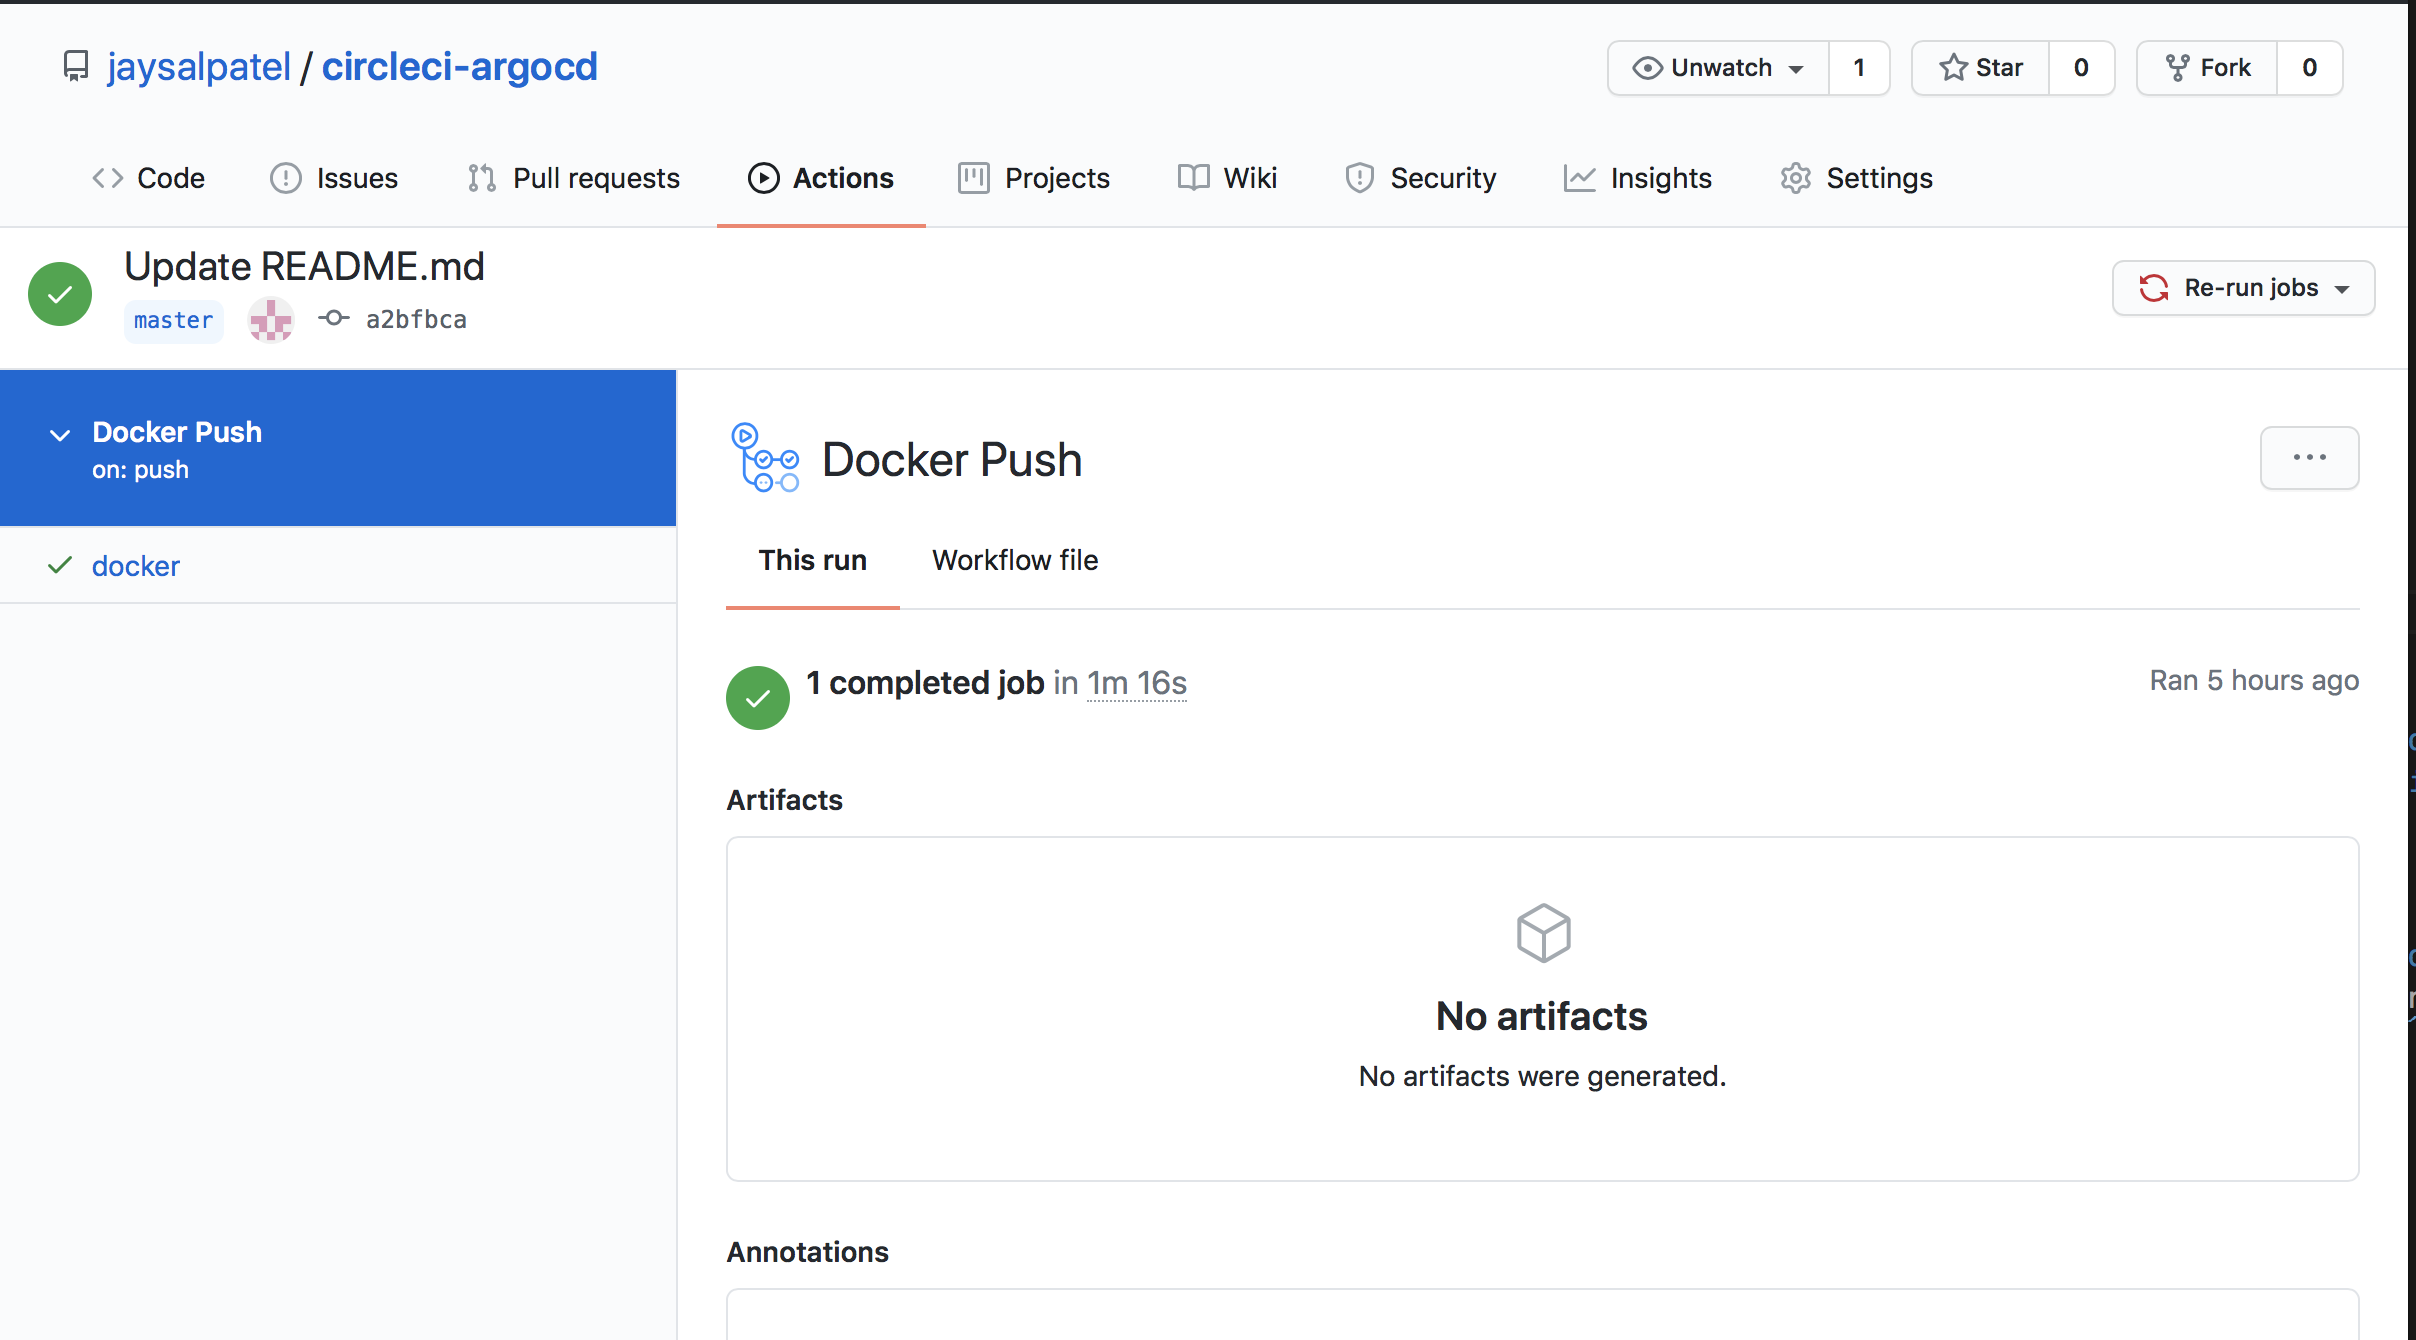 jaysalpatel / circleci-argocd
Unwatch 1 Star 0 Fork 0
Code Issues Pull requests Actions Projects Wiki Security Insights Settings
Update README.md
master a2bfbca
Re-run jobs
Docker Push
on: push
docker
Docker Push
This run Workflow file
1 completed job in 1m 16s
Ran 5 hours ago
Artifacts
No artifacts
No artifacts were generated.
Annotations